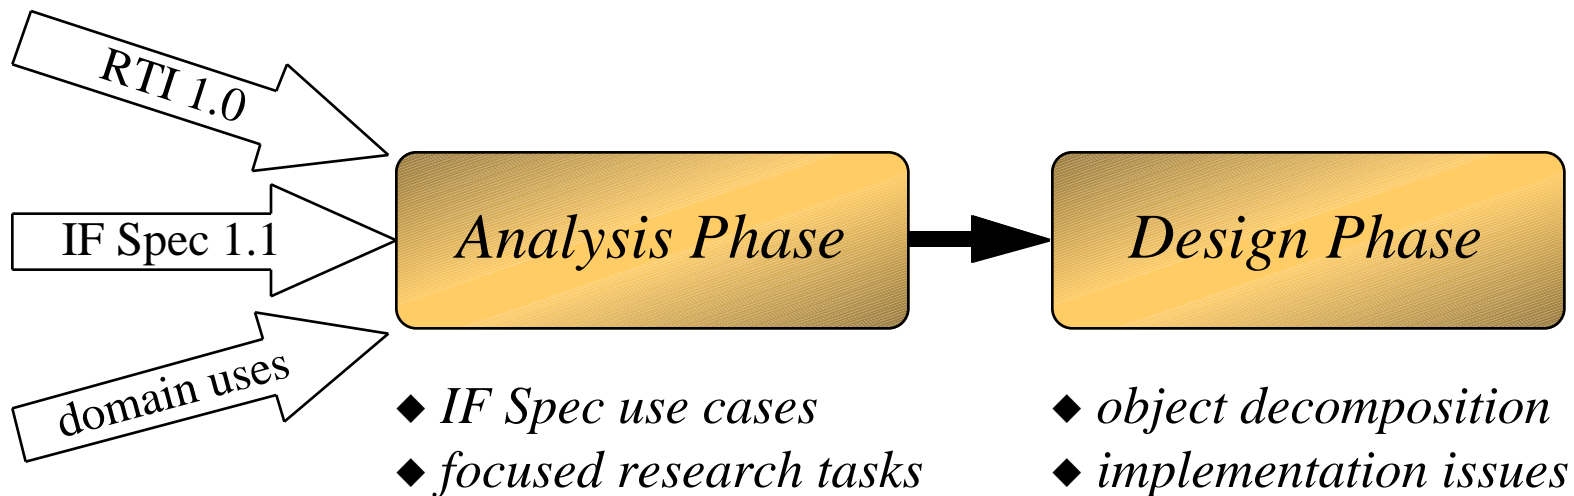 RTI 1.0
IF Spec 1.1
domain uses
Analysis Phase
Design Phase
◆ IF Spec use cases
◆ focused research tasks
◆ object decomposition
◆ implementation issues